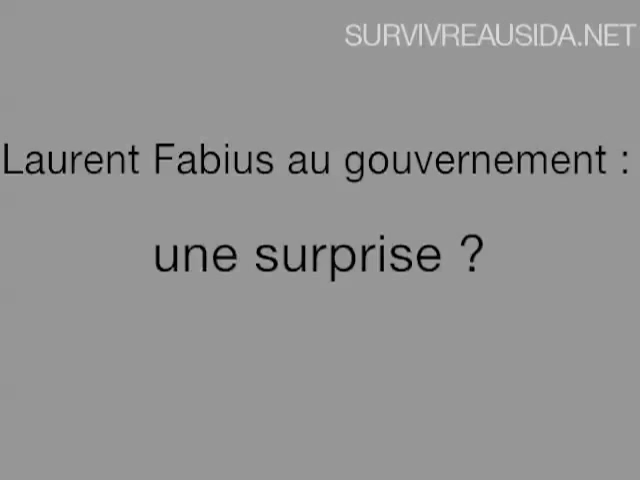 SURVIVREAUSIDA.NET
Laurent Fabius au gouvernement :
une surprise ?